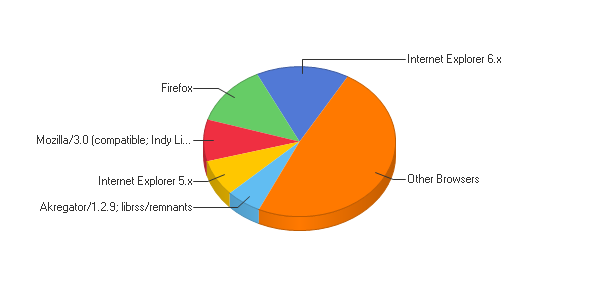 Internet Explorer 6.x
Firefox
Mozilla/3.0 (compatible; Indy Li...
Internet Explorer 5.x
Other Browsers
Akregator/1.2.9; librss/remnants